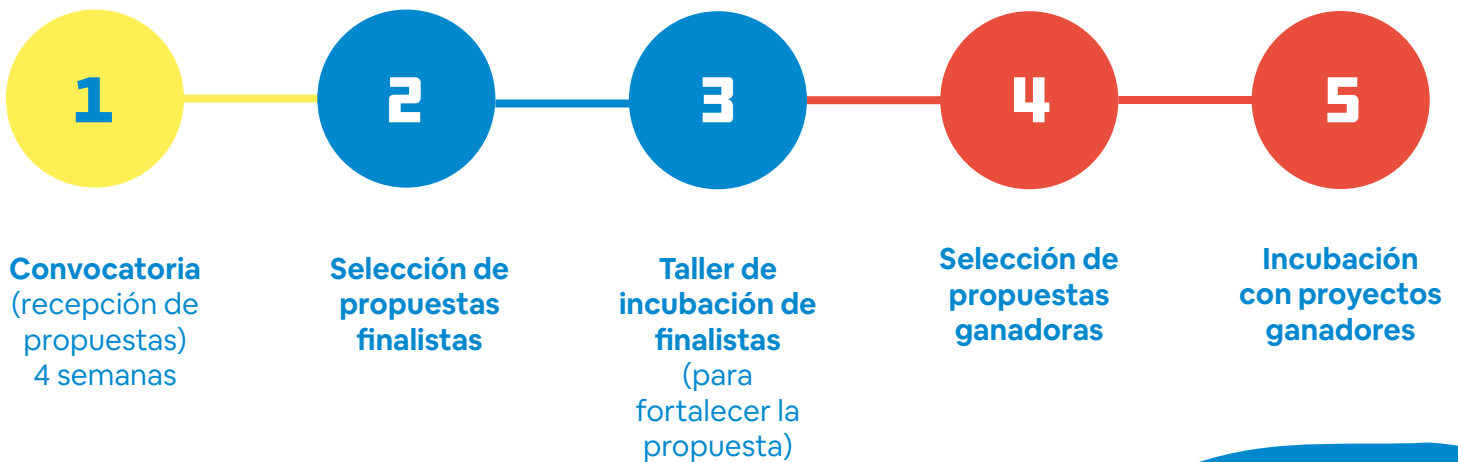 1
2
3
4
5
Convocatoria
(recepción de
propuestas)
4 semanas
Selección de
propuestas
finalistas
Taller de
incubación de
finalistas
(para
fortalecer la
propuesta)
Selección de
propuestas
ganadoras
Incubación
con proyectos
ganadores